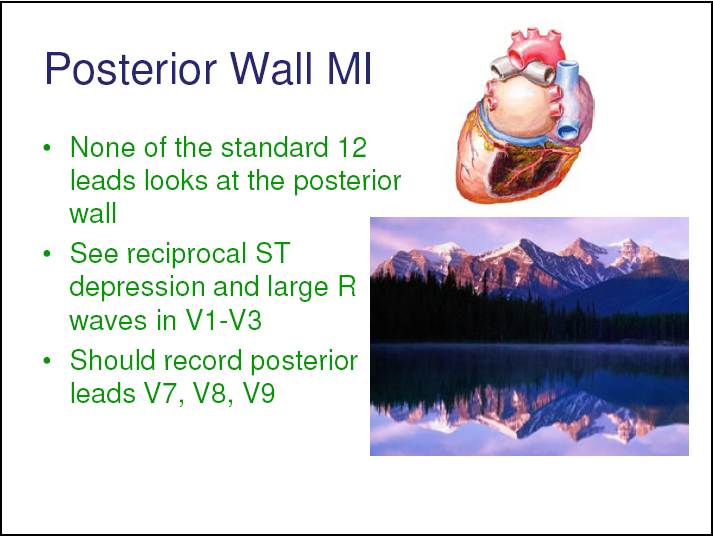 Posterior Wall MI
• None of the standard 12
leads looks at the posterior
wall
• See reciprocal ST
depression and large R
waves in V1-V3
• Should record posterior
leads V7, V8, V9